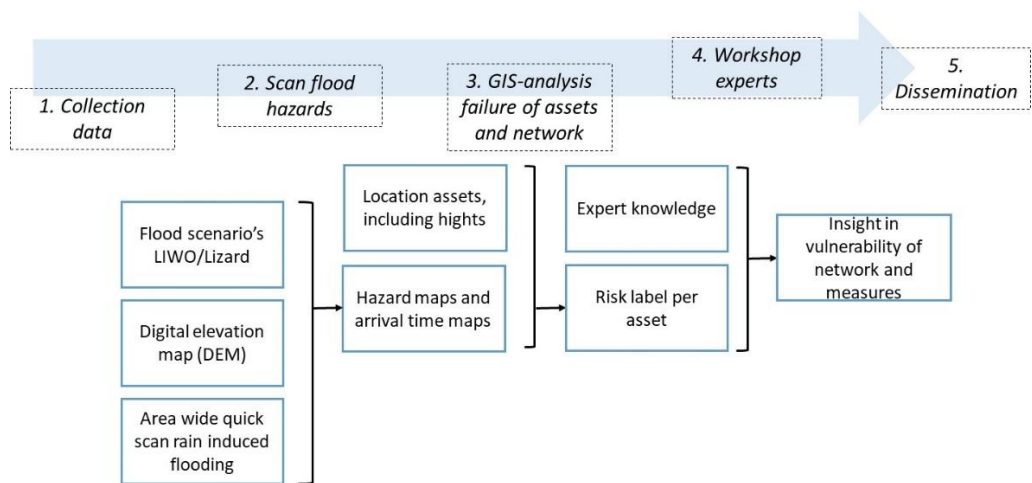 1. Collection
data
2. Scan flood
hazards
3. GIS-analysis
failure of assets
and network
4. Workshop
experts
5.
Dissemination
Flood scenario's
LIWO/Lizard
Digital elevation
map (DEM)
Area wide quick
scan rain induced
flooding
Location assets,
including hights
Hazard maps and
arrival time maps
Expert knowledge
Risk label per
asset
Insight in
vulnerability of
network and
measures